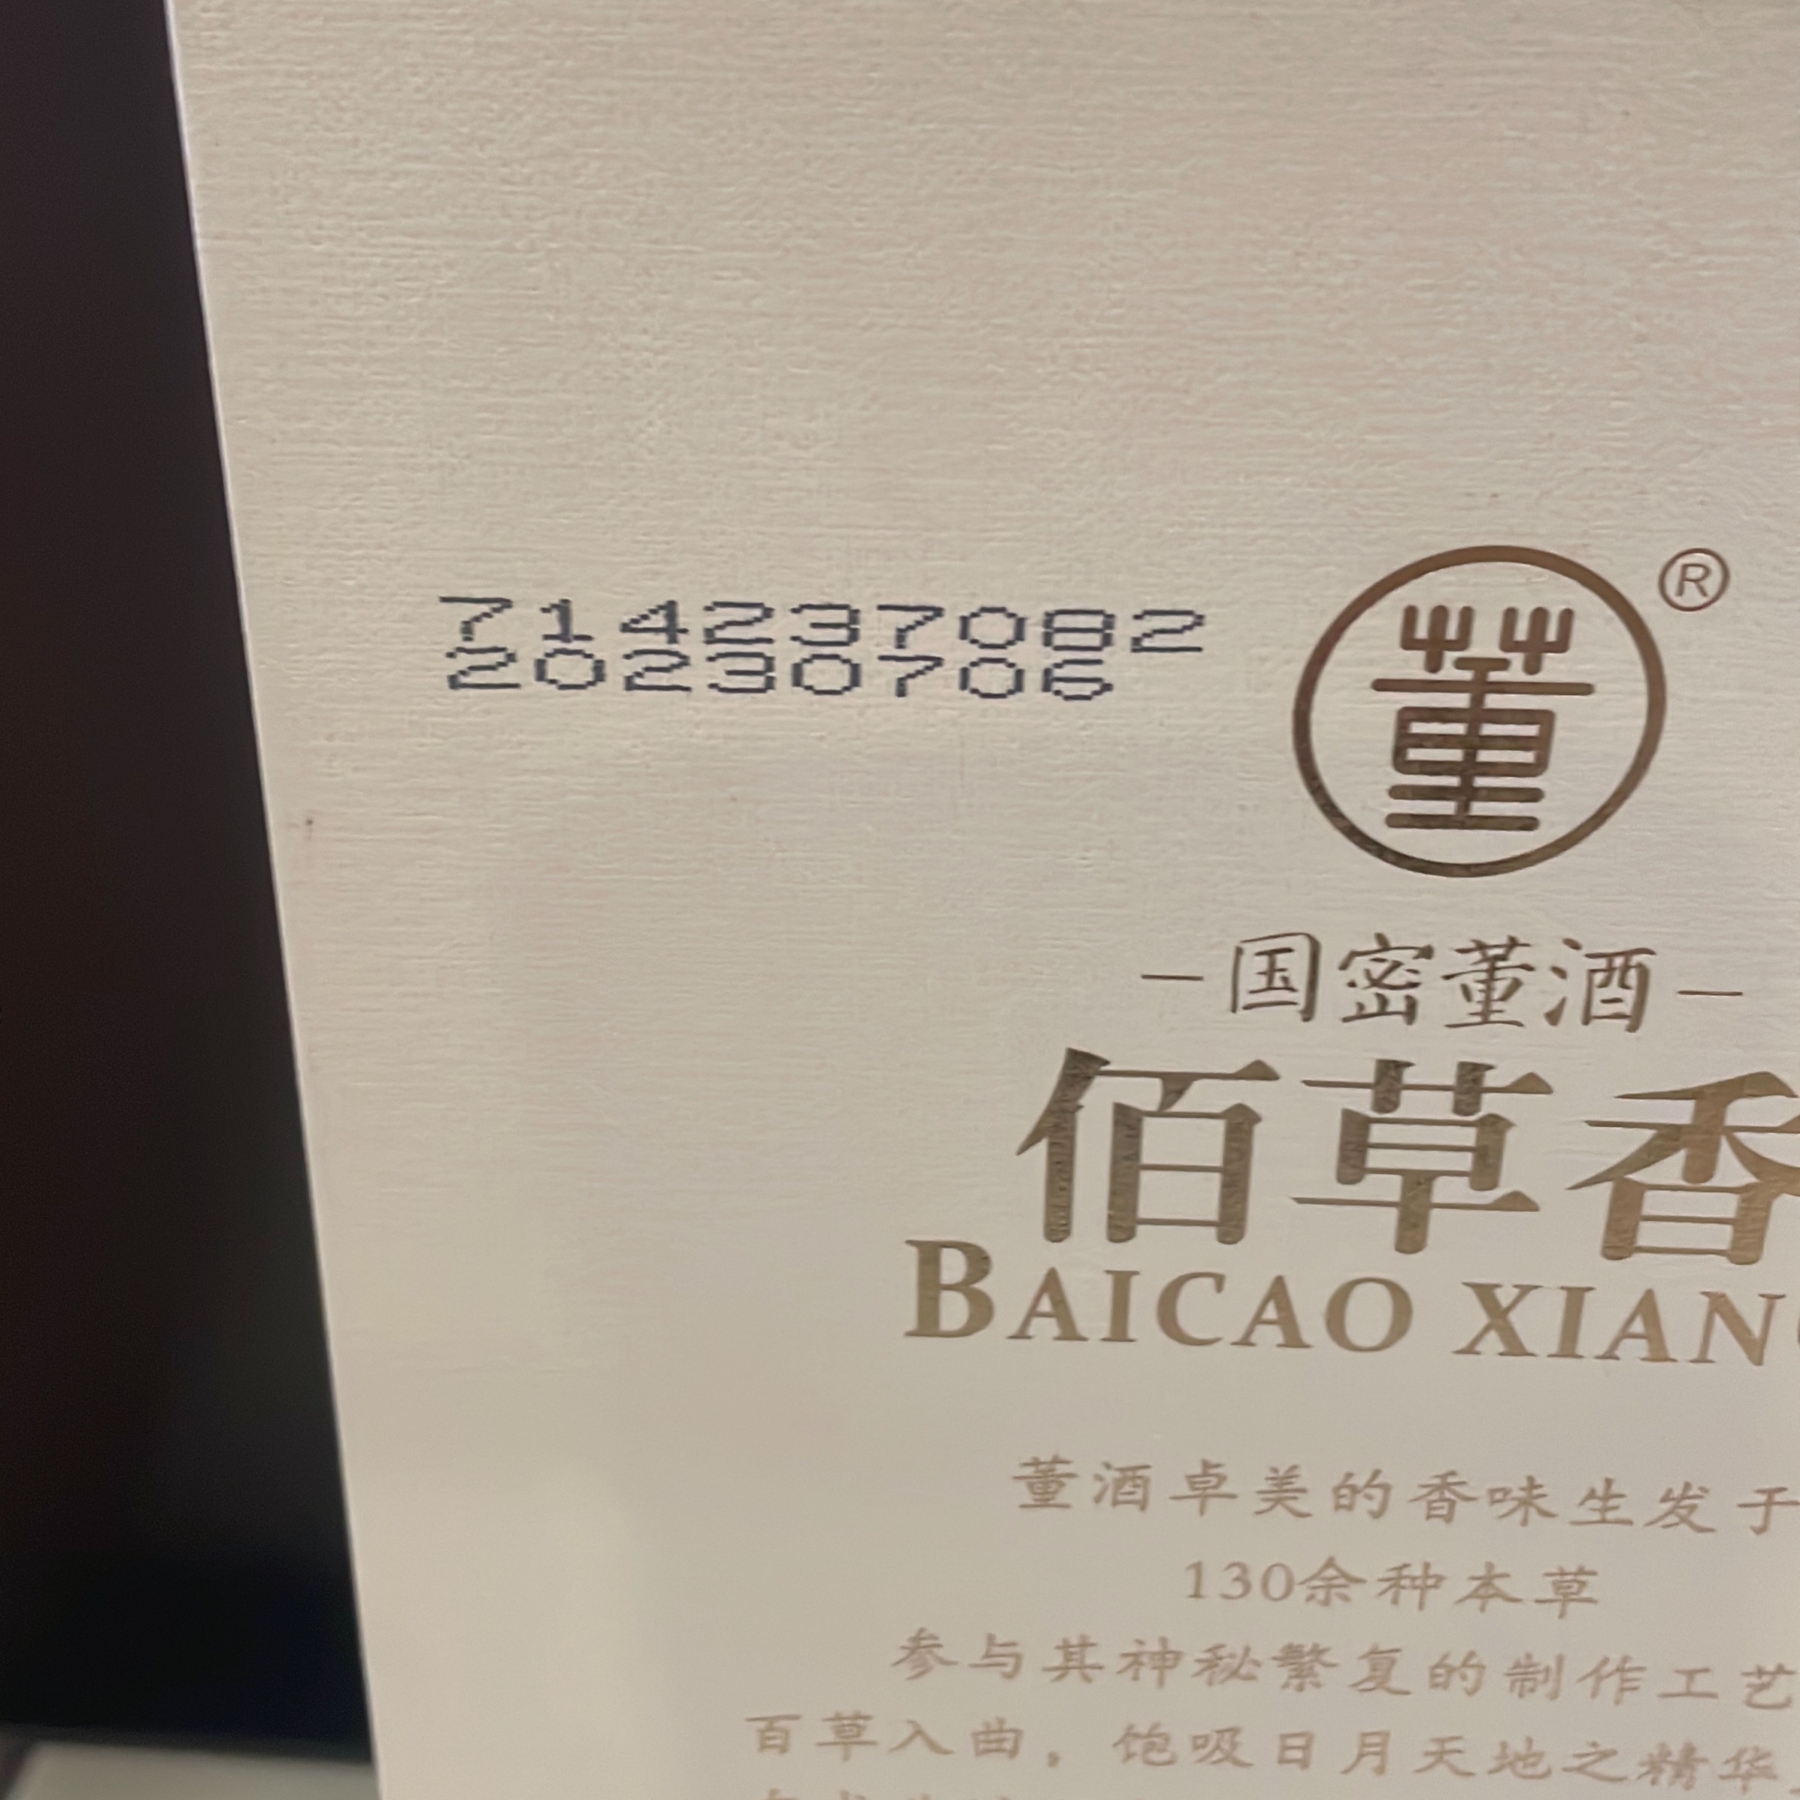 714237082
20230706
董
®
国密董酒
佰草香
BAICAO XIAN
董酒卓美的香味生发于
130余种本草
参与其神秘繁复的制作工艺
百草入曲，饱吸日月天地之精华